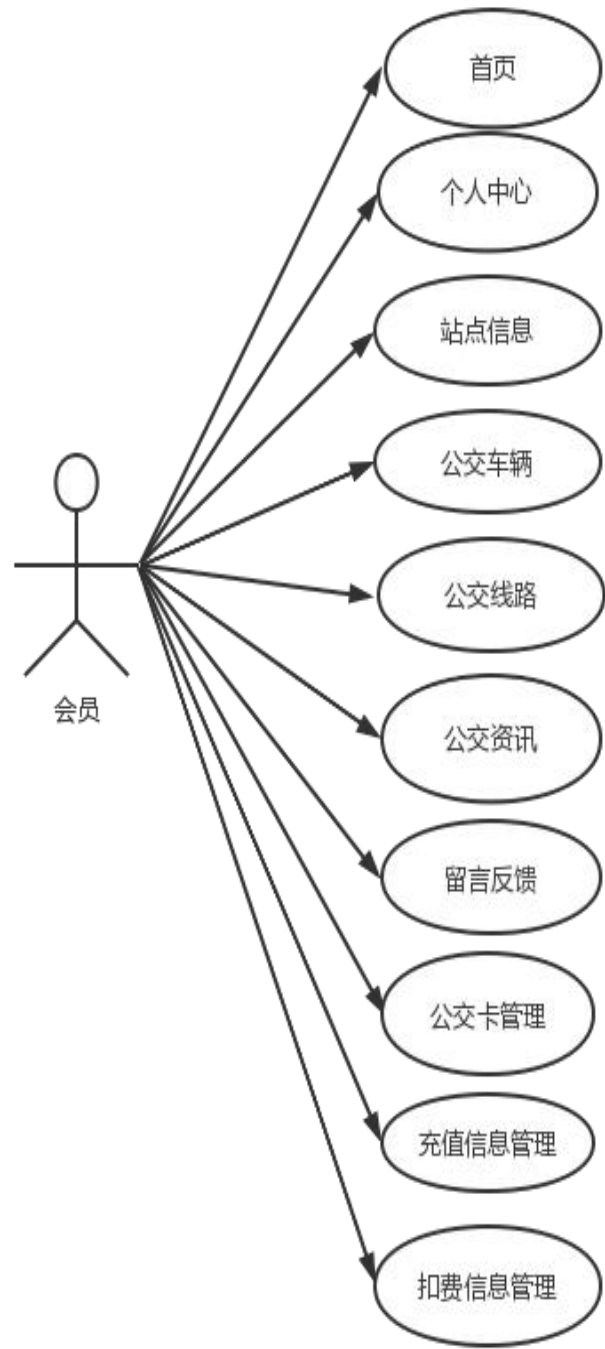 首页
个人中心
站点信息
公交车辆
公交线路
会员
公交资讯
留言反馈
公交卡管理
充值信息管理
扣费信息管理